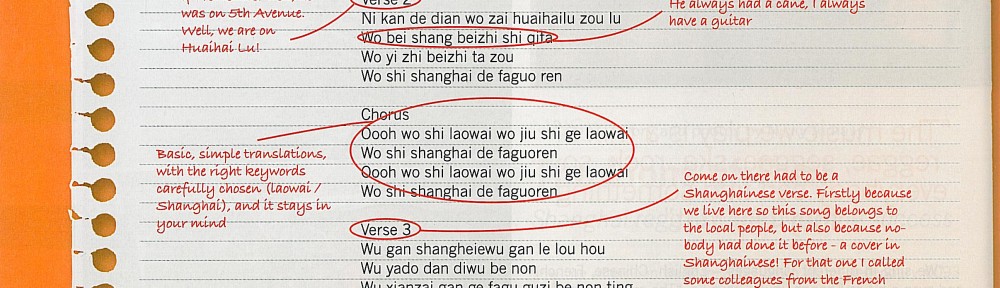 was on 5th Avenue.
Well, we are on
Huaihai Lu!
Verse 2
Ni kan de dian wo zai huaihailu zou lu
Wo bei shang beizhi shi qita
Wo yi zhi beizhi ta zou
Wo shi shanghai de faguo ren
He always had a cane, I always
have a guitar
Chorus
Oooh wo shi laowai wo jiu shi ge laowai
Wo shi shanghai de faguoren
Oooh wo shi laowai wo jiu shi ge laowai
Wo shi shanghai de faguoren
Basic, simple translations,
with the right keywords
carefully chosen (laowai /
Shanghai), and it stays in
your mind
Verse 3
Wu gan shangheiewu gan le lou hou
Wu yado dan diwu be non
Wu xianzai gan ge fagu guzi be non ting
Come on there had to be a
Shanghainese verse. Firstly because
we live here so this song belongs to
the local people, but also because no-
body had done it before - a cover in
Shanghainese! For that one I called
some colleagues from the French